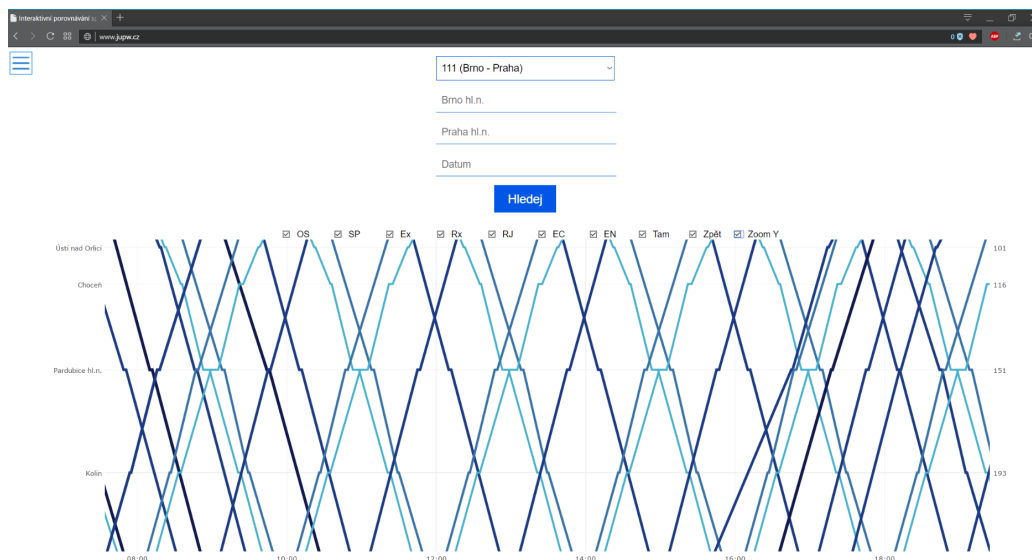 Interaktivní porovnávání
www.jupw.cz
0
ABP
111 (Brno - Praha)
Brno hl.n.
Praha hl.n.
Datum
Hledej
OS SP Ex Rx RJ EC EN Tam Zpět Zoom Y
Ústí nad Orlicí 101
Choceň 116
Pardubice hl.n. 151
Kolín 193
08:00 10:00 12:00 14:00 16:00 18:00